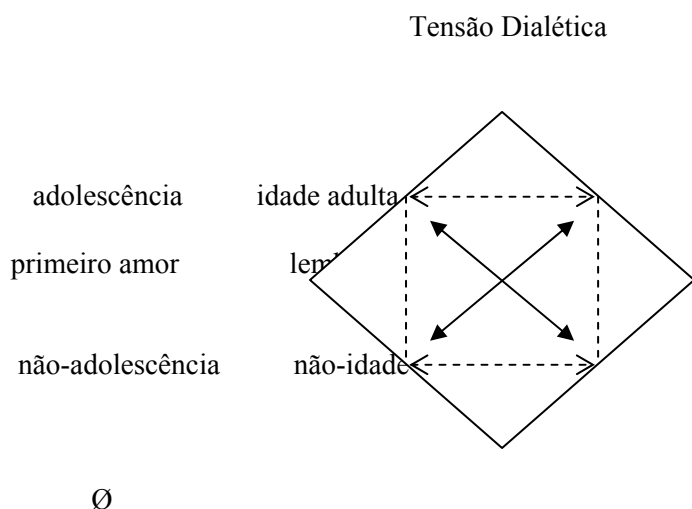 Tensão Dialética
adolescência idade adulta
primeiro amor
não-adolescência não-idade
Ø